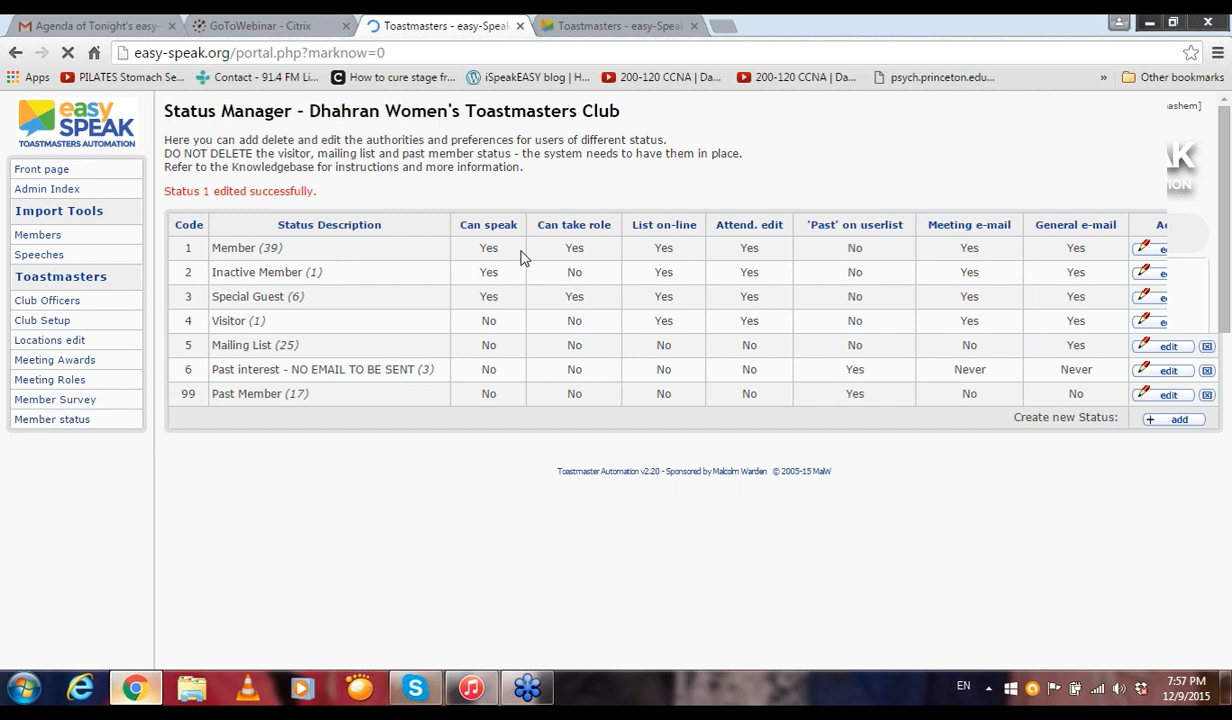 Agenda of Tonight's easy-
GoToWebinar - Citrix
Toastmasters - easy-Speak
Toastmasters - easy-Speak
easy-speak.org/portal.php?marknow=0
Apps
PILATES Stomach Se...
Contact - 91.4 FM Li...
How to cure stage fr...
iSpeakEASY blog | H...
200-120 CCNA | Da...
200-120 CCNA | Da...
psych.princeton.edu...
»
Other bookmarks
easy
SPEAK
TOASTMASTERS AUTOMATION
Front page
Admin Index
Import Tools
Members
Speeches
Toastmasters
Club Officers
Club Setup
Locations edit
Meeting Awards
Meeting Roles
Member Survey
Member status
ashem]
AK
ION
Status Manager - Dhahran Women's Toastmasters Club
Here you can add delete and edit the authorities and preferences for users of different status.
DO NOT DELETE the visitor, mailing list and past member status - the system needs to have them in place.
Refer to the Knowledgebase for instructions and more information.
Status 1 edited successfully.
Code Status Description Can speak Can take role List on-line Attend. edit 'Past' on userlist Meeting e-mail General e-mail Ac
1 Member (39) Yes Yes Yes Yes No Yes Yes e
2 Inactive Member (1) Yes No Yes Yes No Yes Yes e
3 Special Guest (6) Yes Yes Yes Yes No Yes Yes e
4 Visitor (1) No No Yes Yes No Yes Yes e
5 Mailing List (25) No No No No No No Yes edit
6 Past interest - NO EMAIL TO BE SENT (3) No No No No Yes Never Never edit
99 Past Member (17) No No No No Yes No No edit
Create new Status: + add
Toastmaster Automation v2.20 - Sponsored by Malcolm Warden © 2005-15 MalW
EN
7:57 PM
12/9/2015